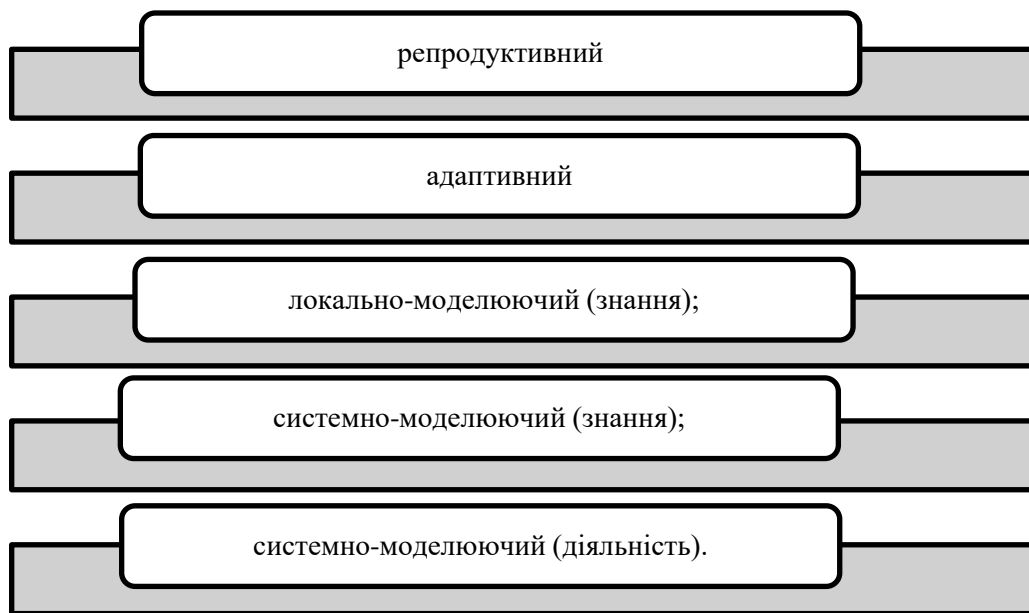 репродуктивний
адаптивний
локально-моделюючий (знання);
системно-моделюючий (знання);
системно-моделюючий (діяльність).